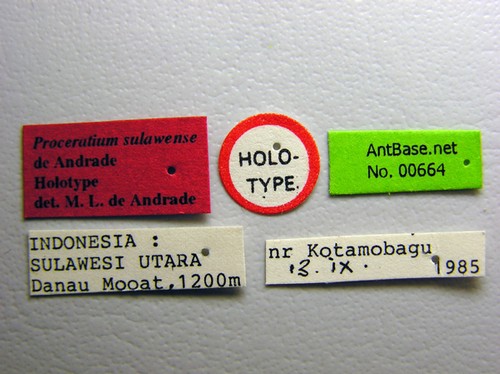 Proceratium sulawense
de Andrade
Holotype
det. M. L. de Andrade
HOLO-
TYPE.
AntBase.net
No. 00664
INDONESIA :
SULAWESI UTARA
Danau Mooat,1200m
nr Kotamobagu
13. IX. 1985